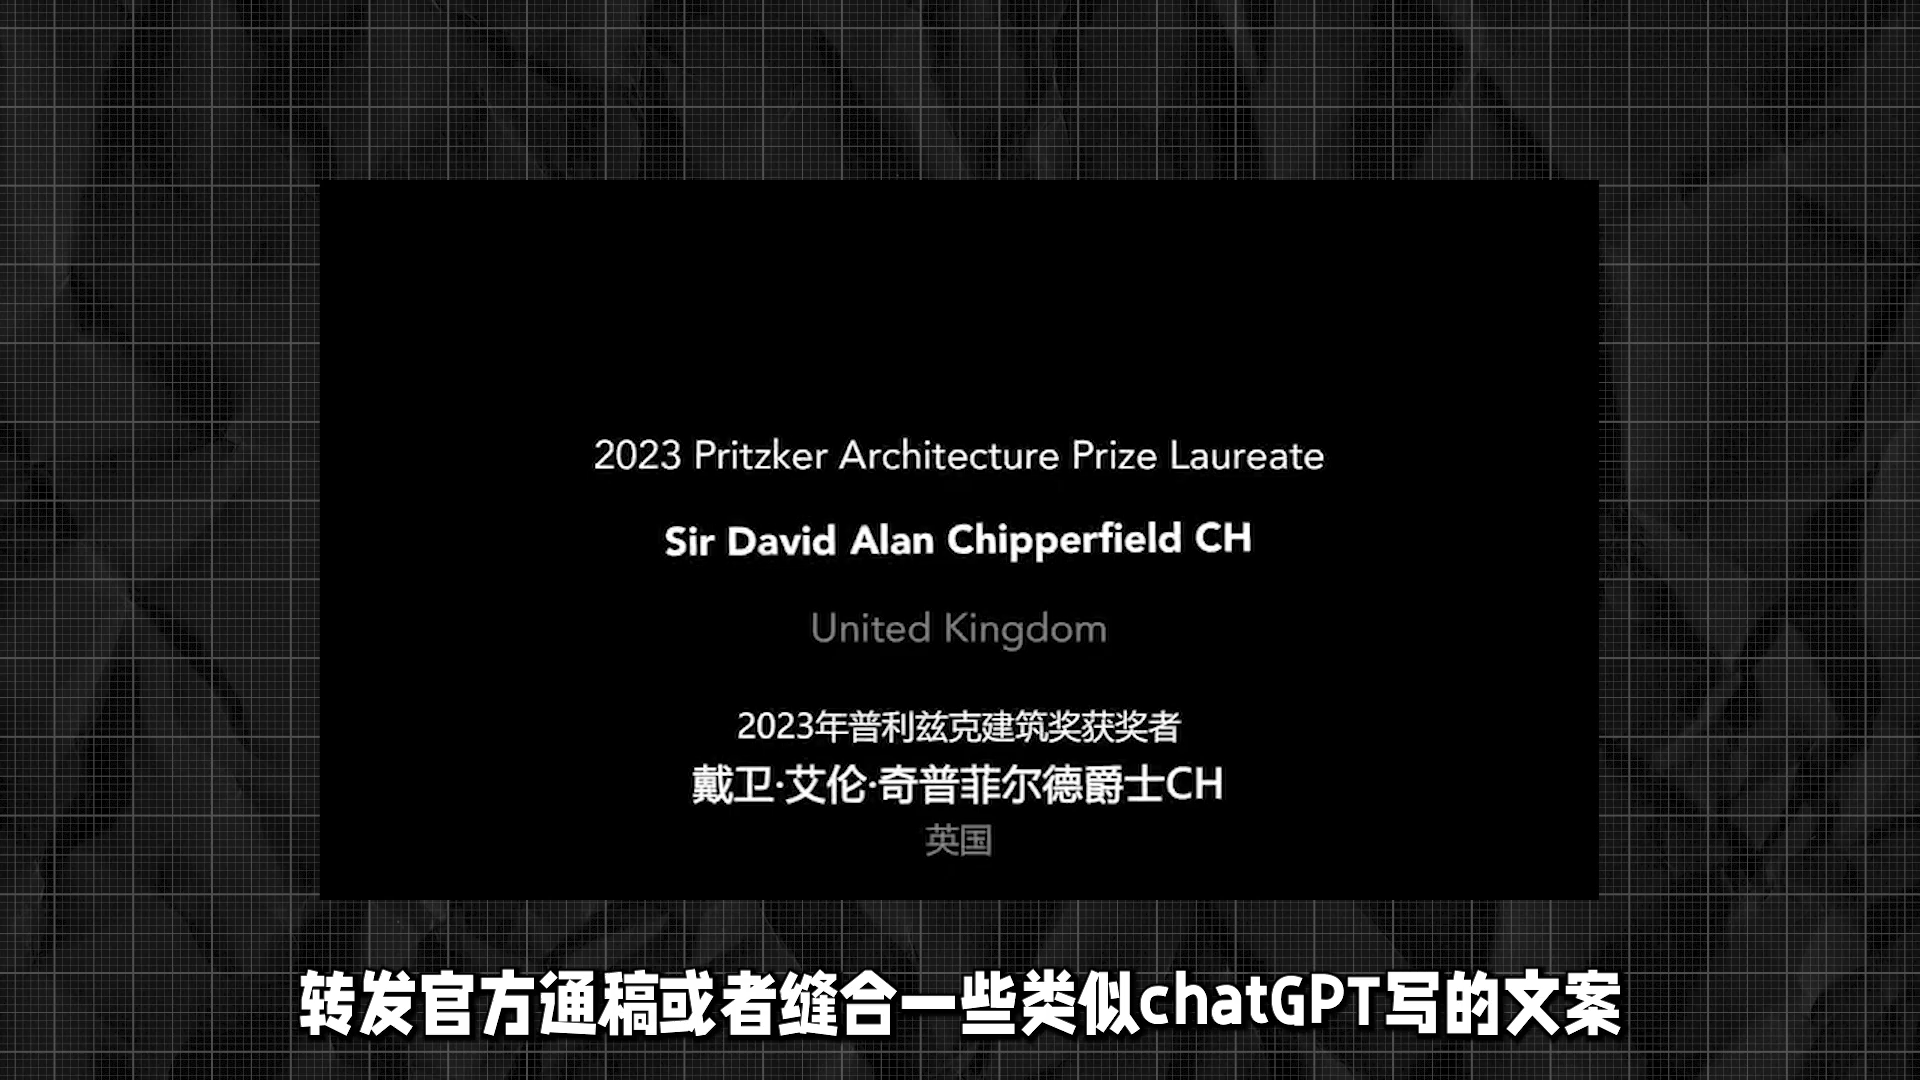 2023 Pritzker Architecture Prize Laureate
Sir David Alan Chipperfield CH
United Kingdom
2023年普利兹克建筑奖获奖者
戴卫·艾伦·奇普菲尔德爵士CH
英国
转发官方通稿或者缝合一些类似chatGPT写的文案